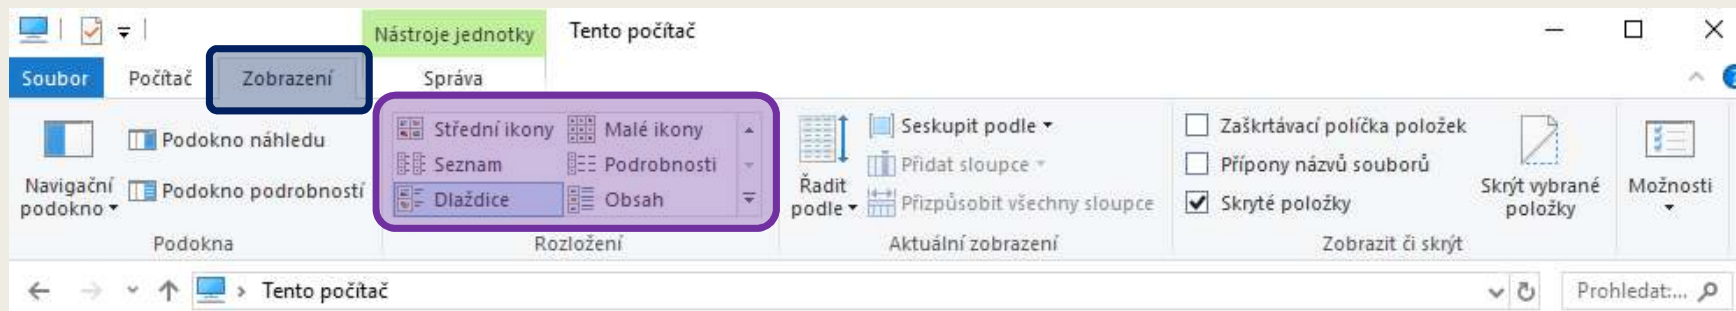 Nástroje jednotky Tento počítač
Soubor Počítač Zobrazení Správa
Navigační podokno
Podokno náhledu
Podokno podrobností
Podokna
Střední ikony Malé ikony
Seznam Podrobnosti
Dlaždice Obsah
Rozložení
Řadit podle
Seskupit podle
Přidat sloupce
Přizpůsobit všechny sloupce
Aktuální zobrazení
Zaškrtávací políčka položek
Přípony názvů souborů
Skryté položky
Skrýt vybrané položky
Zobrazit či skrýt
Možnosti
Tento počítač
Prohledat:...